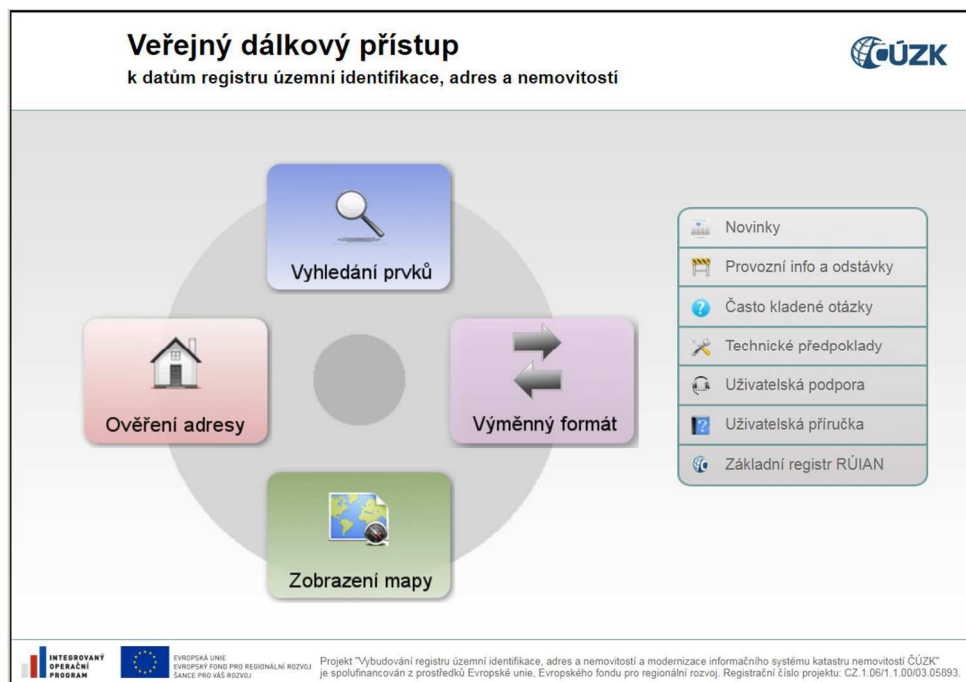 Veřejný dálkový přístup
k datům registru územní identifikace, adres a nemovitostí
ČÚZK
Vyhledání prvků
Ověření adresy
Výměnný formát
Zobrazení mapy
Novinky
Provozní info a odstávky
Často kladené otázky
Technické předpoklady
Uživatelská podpora
Uživatelská příručka
Základní registr RÚIAN
INTEGROVANÝ
OPERAČNÍ
PROGRAM
EVROPSKÁ UNIE
EVROPSKÝ FOND PRO REGIONÁLNÍ ROZVOJ
ŠANCE PRO VÁŠ ROZVOJ
Projekt "Vybudování registru územní identifikace, adres a nemovitostí a modernizace informačního systému katastru nemovitostí ČÚZK"
je spolufinancován z prostředků Evropské unie, Evropského fondu pro regionální rozvoj. Registrační číslo projektu: CZ.1.06/1.1.00/03.05893.